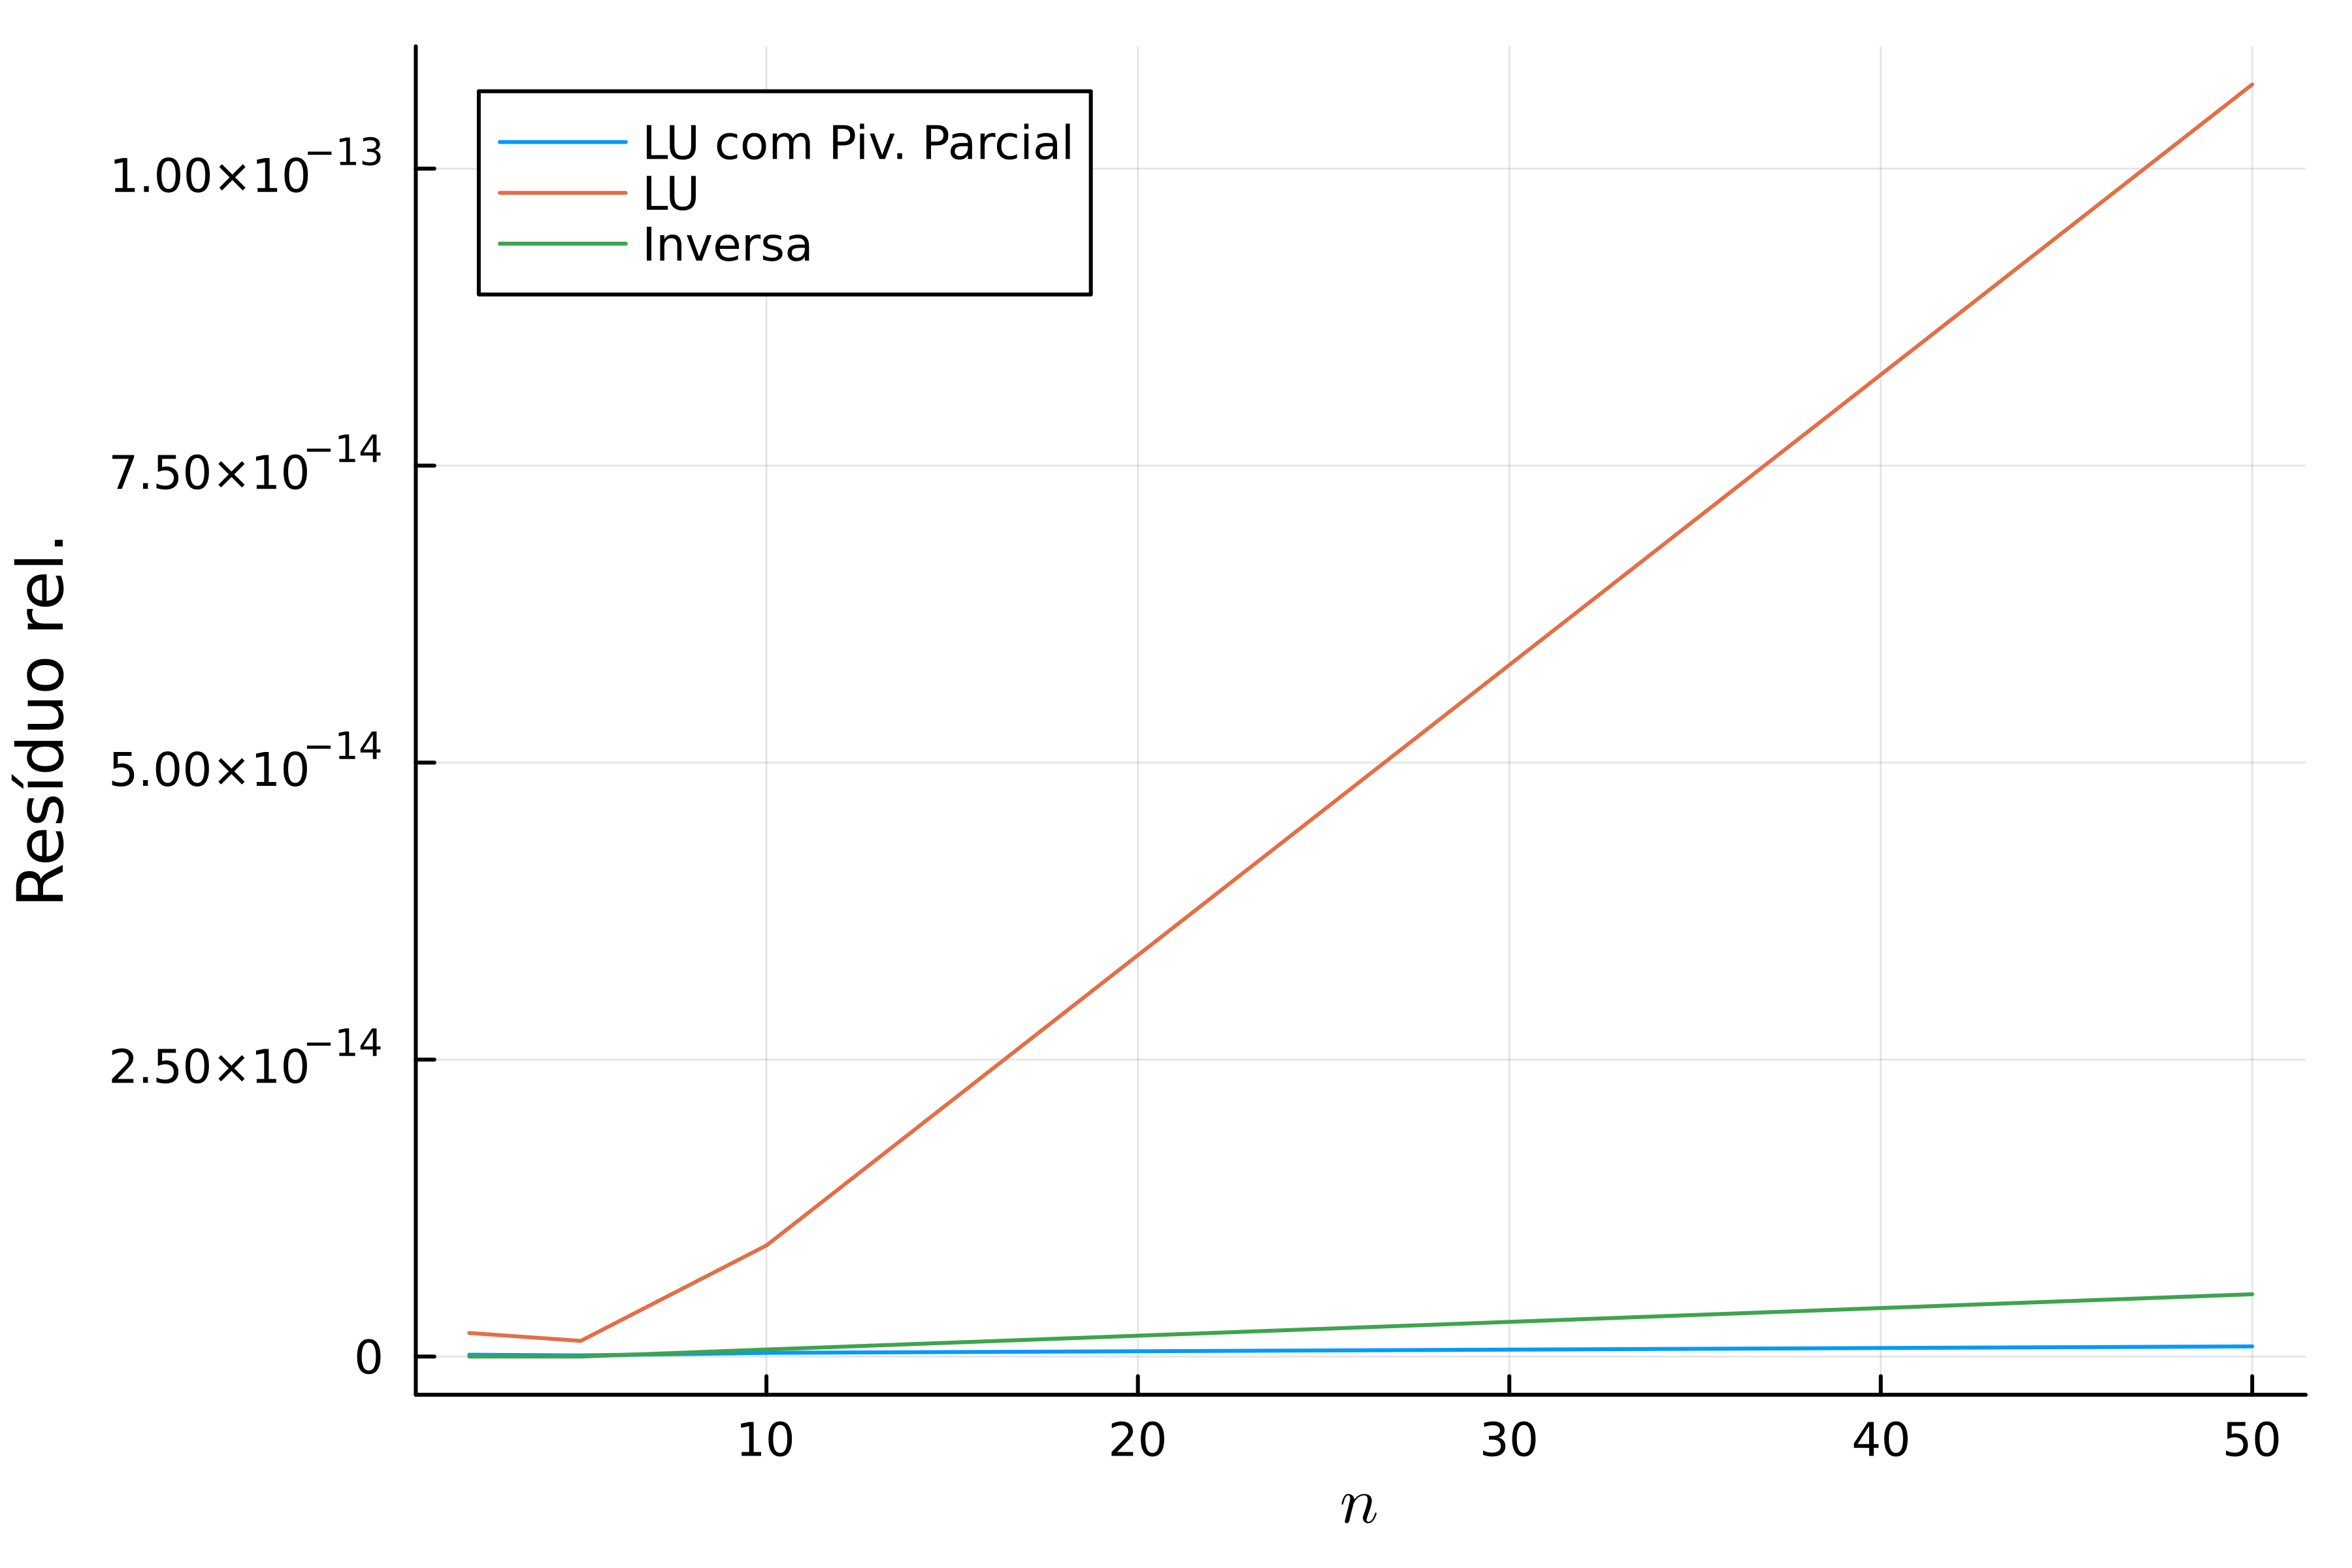 LU com Piv. Parcial
LU
Inversa
1.00×10⁻¹³
7.50×10⁻¹⁴
5.00×10⁻¹⁴
2.50×10⁻¹⁴
0
Resíduo rel.
10 20 30 40 50
n